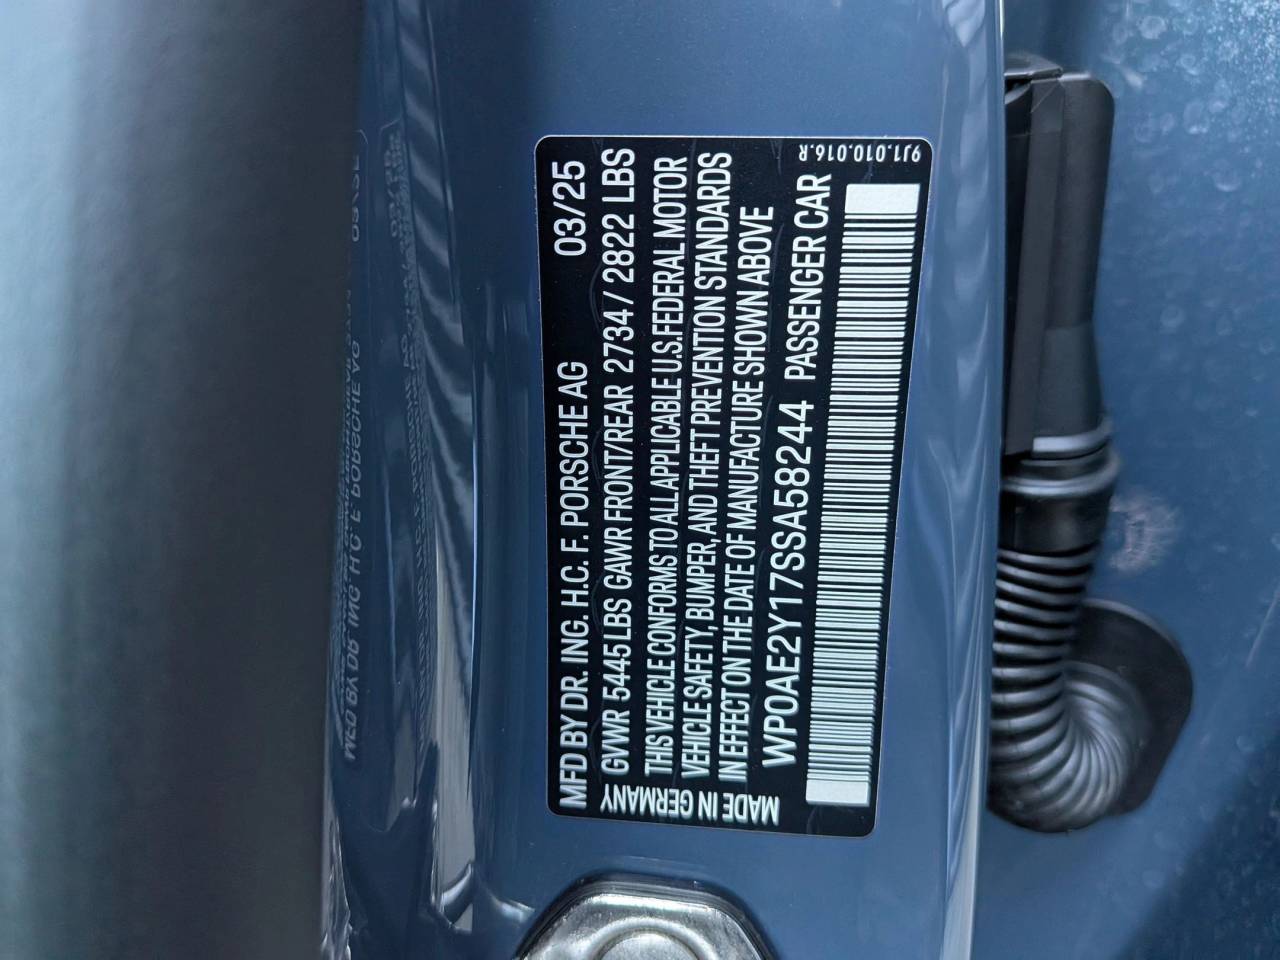 MFD BY DR. ING. H.C. F. PORSCHE AG 03/25
GVWR 5445LBS GAWR FRONT/REAR 2734 / 2822 LBS
THIS VEHICLE CONFORMS TO ALL APPLICABLE U.S.FEDERAL MOTOR
VEHICLE SAFETY, BUMPER, AND THEFT PREVENTION STANDARDS
IN EFFECT ON THE DATE OF MANUFACTURE SHOWN ABOVE
WP0AE2Y17SSA58244 PASSENGER CAR
MADE IN GERMANY
9J1.010.016.R